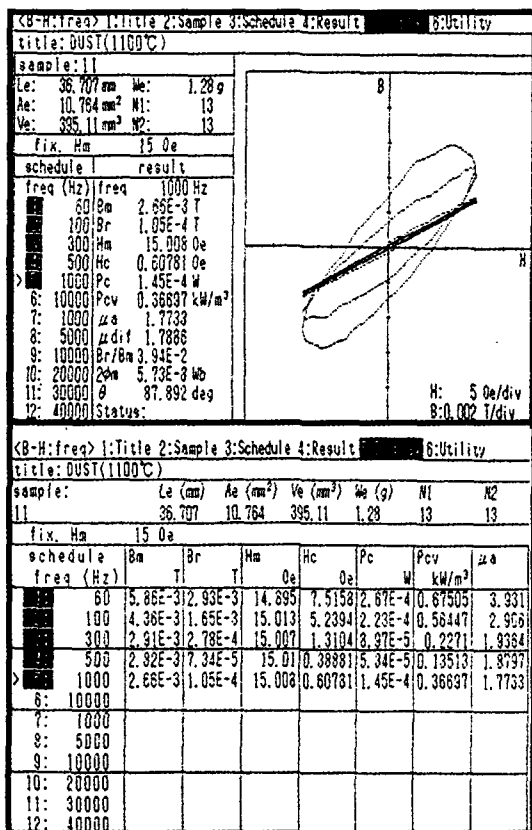 <B-H:freq> 1:Title 2:Sample 3:Schedule 4:Result 6:Utility
title: DUST(1100℃)
sample:11
Le: 36.707 mm We: 1.28 g
Ae: 10.764 mm² N1: 13
Ve: 395.11 mm³ N2: 13
fix. Hm 15 Oe
schedule result
freq (Hz) freq 1000 Hz
60 Bm 2.66E-3 T
100 Br 1.05E-4 T
300 Hm 15.008 Oe
500 Hc 0.60781 Oe
> 1000 Pc 1.45E-4 W
6: 10000 Pcv 0.36697 kW/m³
7: 1000 μa 1.7733
8: 5000 μdif 1.7886
9: 10000 Br/Bm 3.94E-2
10: 20000 2Φm 5.73E-3 Wb
11: 30000 θ 87.892 deg
12: 40000 Status:
B
H
H: 5 Oe/div
B:0.002 T/div
<B-H:freq> 1:Title 2:Sample 3:Schedule 4:Result 6:Utility
title: DUST(1100℃)
sample: Le (mm) Ae (mm²) Ve (mm³) We (g) N1 N2
11 36.707 10.764 395.11 1.28 13 13
fix. Hm 15 Oe
schedule Bm Br Hm Hc Pc Pcv μa
freq (Hz) T T Oe Oe W kW/m³
60 5.86E-3 2.93E-3 14.895 7.5158 2.67E-4 0.67505 3.931
100 4.36E-3 1.65E-3 15.013 5.2394 2.23E-4 0.56447 2.906
300 2.91E-3 2.78E-4 15.007 1.3104 8.97E-5 0.2271 1.9364
500 2.82E-3 7.34E-5 15.01 0.38881 5.34E-5 0.13513 1.8797
> 1000 2.66E-3 1.05E-4 15.008 0.60781 1.45E-4 0.36697 1.7733
6: 10000
7: 1000
8: 5000
9: 10000
10: 20000
11: 30000
12: 40000